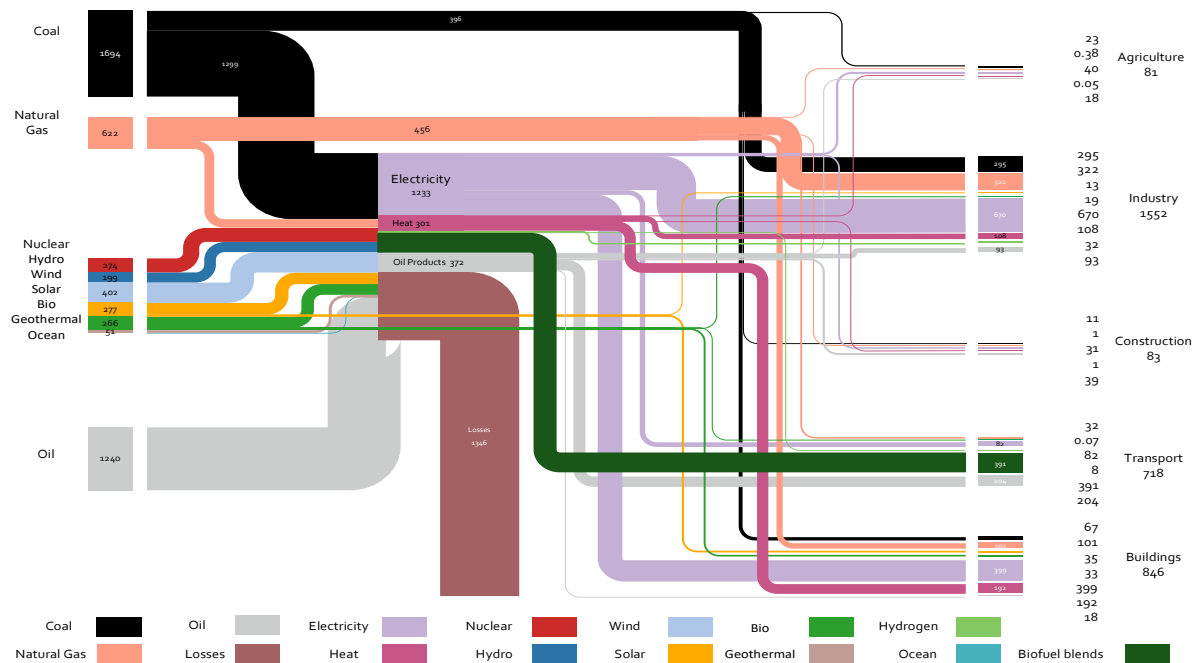 Coal
1694
396
1299
Natural
Gas
622
456
Electricity
1233
Heat 301
Oil Products 372
Nuclear
Hydro
Wind
Solar
Bio
Geothermal
Ocean
274
199
402
277
266
51
Oil
1240
Losses
1346
23
0.38
40
0.05
18
Agriculture
81
295
322
670
108
93
295
322
13
19
670
108
32
93
Industry
1552
11
1
31
1
39
Construction
83
82
391
204
32
0.07
82
8
391
204
Transport
718
399
192
67
101
35
33
399
192
18
Buildings
846
Coal
Oil
Electricity
Nuclear
Wind
Bio
Hydrogen
Natural Gas
Losses
Heat
Hydro
Solar
Geothermal
Ocean
Biofuel blends